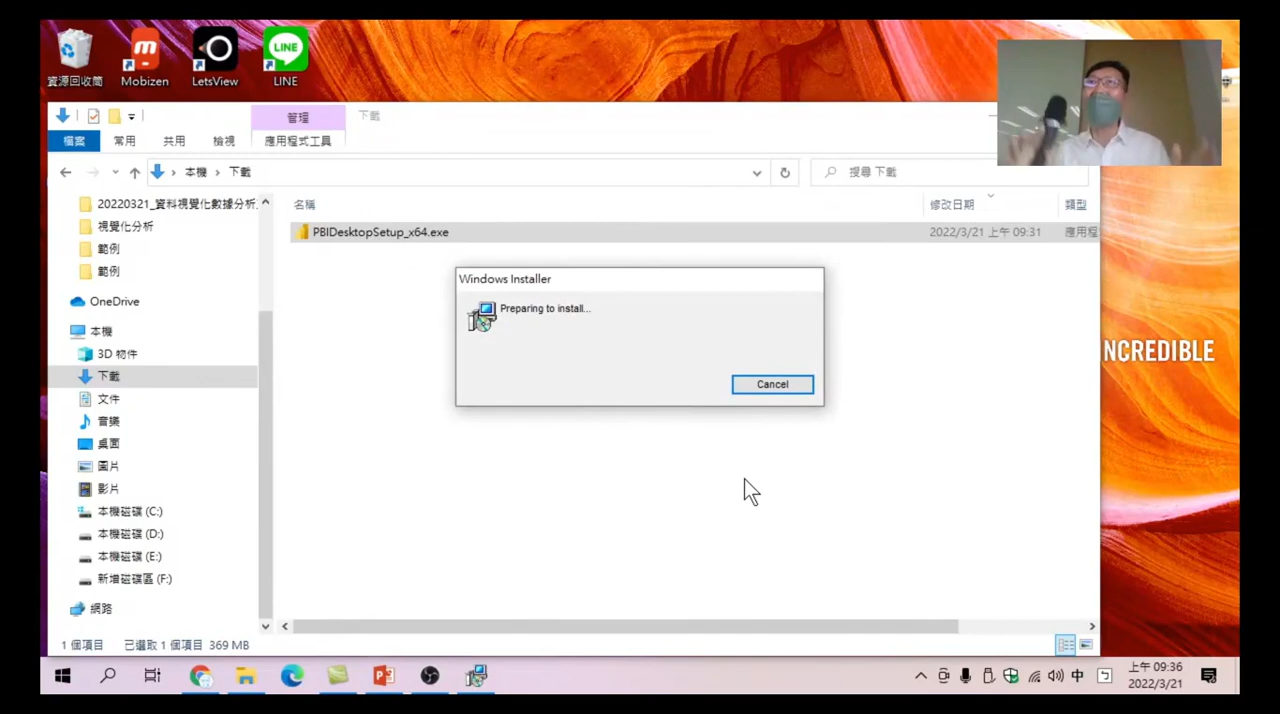 資源回收筒
Mobizen
LetsView
LINE
LINE
管理
下載
檔案
常用
共用
檢視
應用程式工具
本機 › 下載
搜尋 下載
名稱
修改日期
類型
20220321_資料視覺化數據分析_
視覺化分析
範例
範例
OneDrive
本機
3D 物件
下載
文件
音樂
桌面
圖片
影片
本機磁碟 (C:)
本機磁碟 (D:)
本機磁碟 (E:)
新增磁碟區 (F:)
網路
PBIDesktopSetup_x64.exe
2022/3/21 上午 09:31
應用程
Windows Installer
Preparing to install...
Cancel
NCREDIBLE
1 個項目
已選取 1 個項目 369 MB
中
上午 09:36
2022/3/21